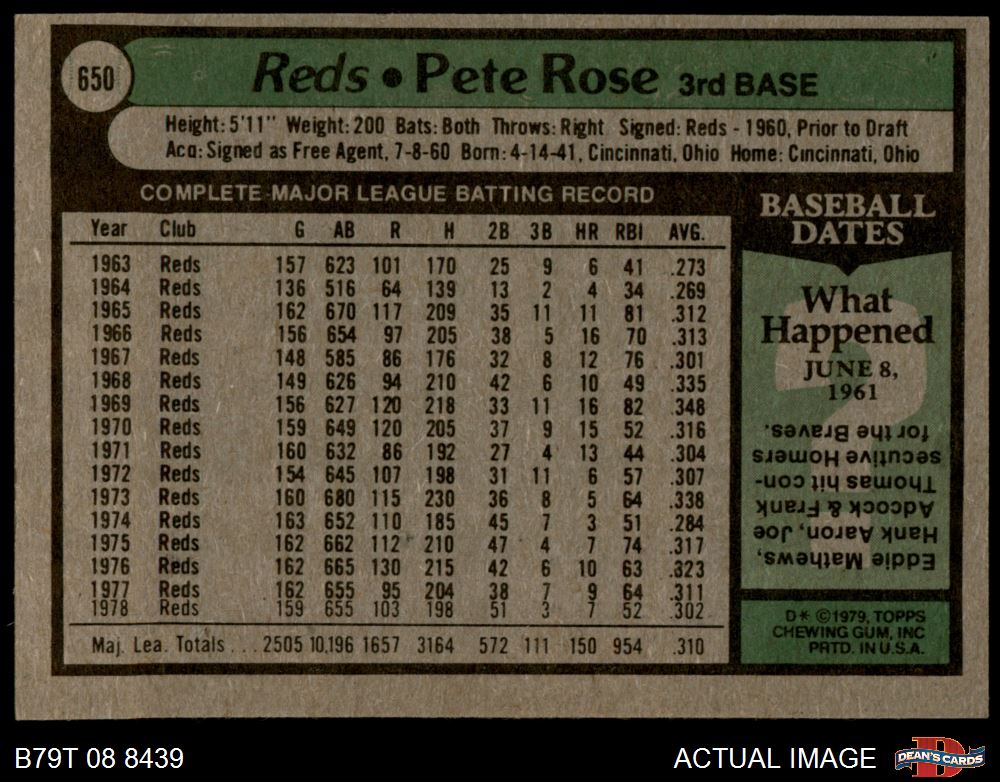 650
Reds • Pete Rose 3rd BASE
Height: 5'11" Weight: 200 Bats: Both Throws: Right Signed: Reds - 1960, Prior to Draft
Acq: Signed as Free Agent, 7-8-60 Born: 4-14-41, Cincinnati, Ohio Home: Cincinnati, Ohio
COMPLETE MAJOR LEAGUE BATTING RECORD
Year Club G AB R H 2B 3B HR RBI AVG.
1963 Reds 157 623 101 170 25 9 6 41 .273
1964 Reds 136 516 64 139 13 2 4 34 .269
1965 Reds 162 670 117 209 35 11 11 81 .312
1966 Reds 156 654 97 205 38 5 16 70 .313
1967 Reds 148 585 86 176 32 8 12 76 .301
1968 Reds 149 626 94 210 42 6 10 49 .335
1969 Reds 156 627 120 218 33 11 16 82 .348
1970 Reds 159 649 120 205 37 9 15 52 .316
1971 Reds 160 632 86 192 27 4 13 44 .304
1972 Reds 154 645 107 198 31 11 6 57 .307
1973 Reds 160 680 115 230 36 8 5 64 .338
1974 Reds 163 652 110 185 45 7 3 51 .284
1975 Reds 162 662 112 210 47 4 7 74 .317
1976 Reds 162 665 130 215 42 6 10 63 .323
1977 Reds 162 655 95 204 38 7 9 64 .311
1978 Reds 159 655 103 198 51 3 7 52 .302
Maj. Lea. Totals . . . 2505 10,196 1657 3164 572 111 150 954 .310
BASEBALL
DATES
What
Happened
JUNE 8,
1961
Eddie Mathews,
Hank Aaron, Joe
Adcock & Frank
Thomas hit con-
secutive Homers
for the Braves.
D* ©1979, TOPPS
CHEWING GUM, INC
PRTD. IN U.S.A.
B79T 08 8439
ACTUAL IMAGE
D
DEAN'S CARDS